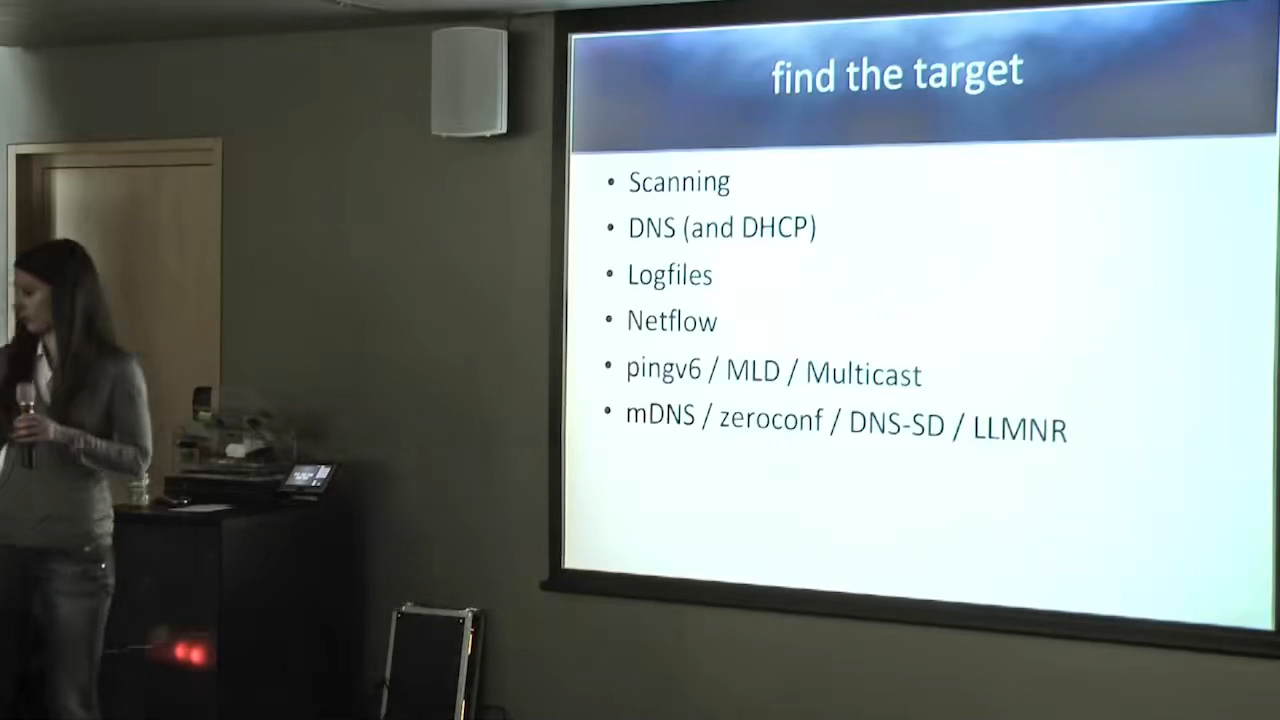 find the target
• Scanning
• DNS (and DHCP)
• Logfiles
• Netflow
• pingv6 / MLD / Multicast
• mDNS / zeroconf / DNS-SD / LLMNR